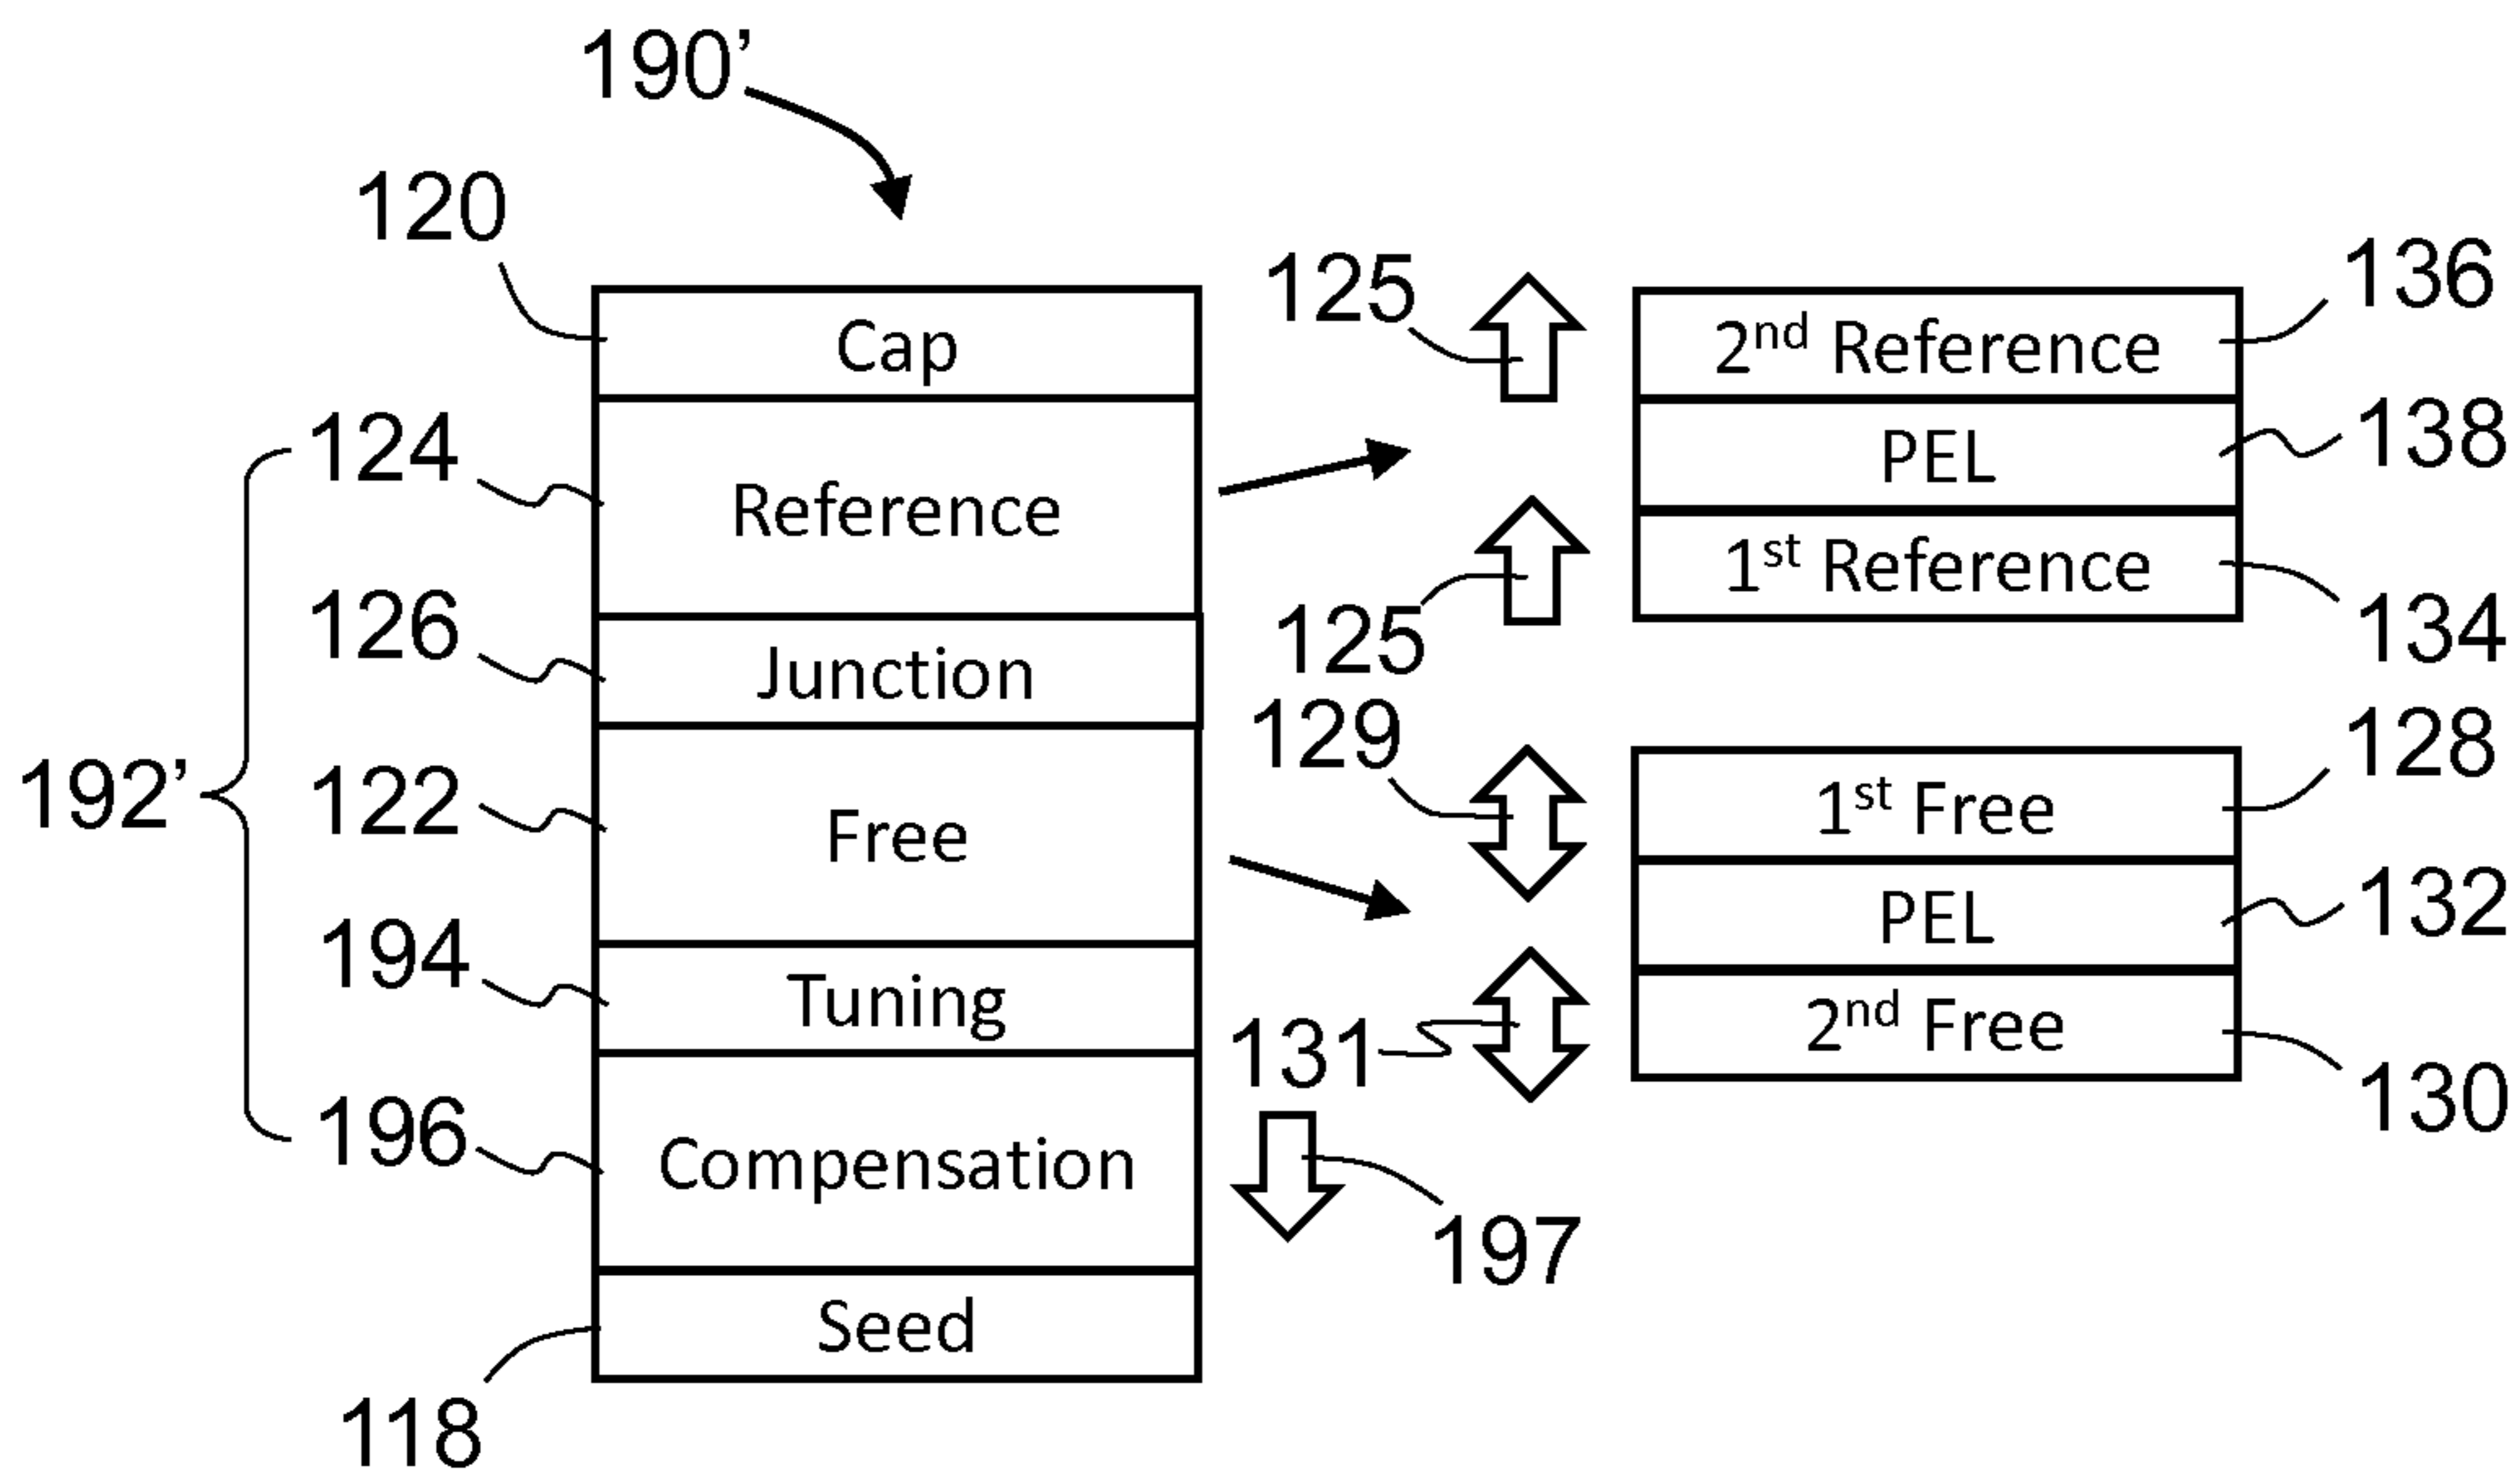 190’
120
Cap
125
2nd Reference
136
124
Reference
PEL
138
1st Reference
134
125
126
Junction
129
128
192’
122
Free
1st Free
PEL
132
194
Tuning
131
2nd Free
130
196
Compensation
197
Seed
118